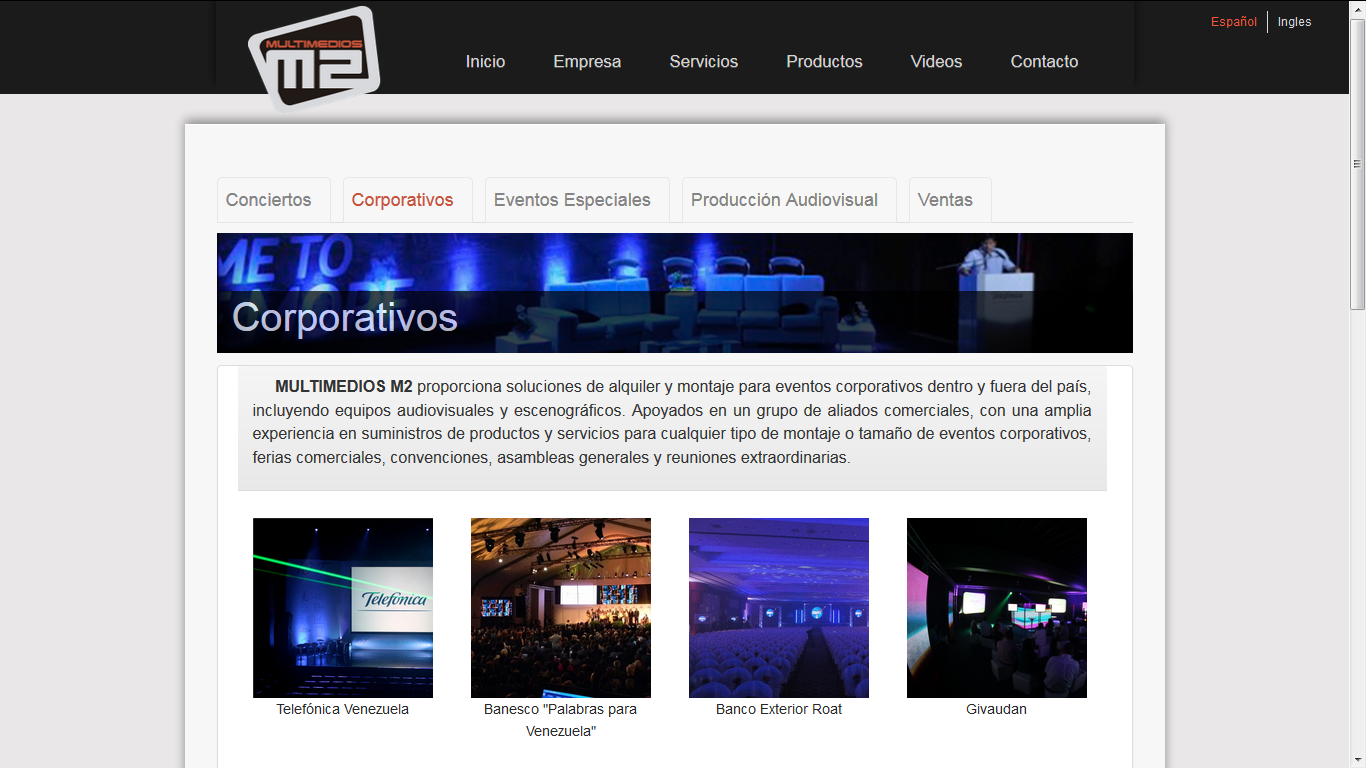 Español
Ingles
MULTIMEDIOS
M2
Inicio
Empresa
Servicios
Productos
Videos
Contacto
Conciertos
Corporativos
Eventos Especiales
Producción Audiovisual
Ventas
ME TO
Corporativos
MULTIMEDIOS M2 proporciona soluciones de alquiler y montaje para eventos corporativos dentro y fuera del país,
incluyendo equipos audiovisuales y escenográficos. Apoyados en un grupo de aliados comerciales, con una amplia
experiencia en suministros de productos y servicios para cualquier tipo de montaje o tamaño de eventos corporativos,
ferias comerciales, convenciones, asambleas generales y reuniones extraordinarias.
Telefónica
Telefónica Venezuela
Banesco "Palabras para
Venezuela"
Banco Exterior Roat
Givaudan